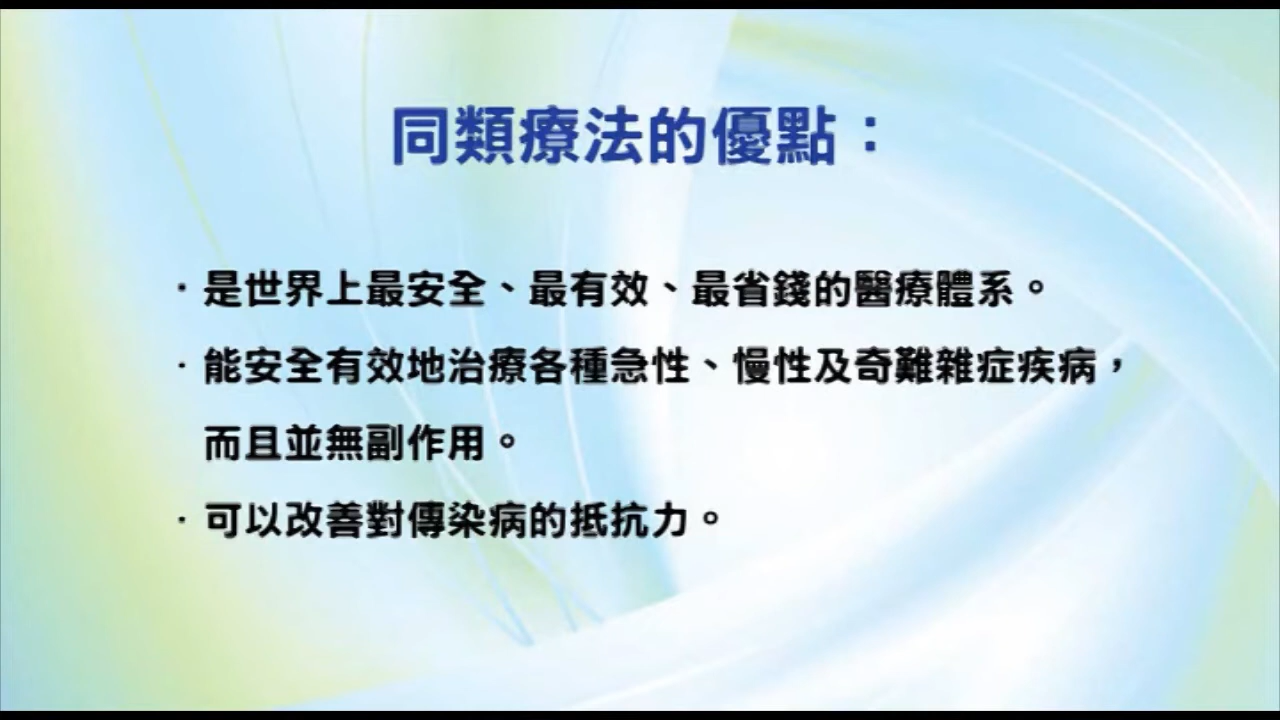 同類療法的優點：
· 是世界上最安全、最有效、最省錢的醫療體系。
· 能安全有效地治療各種急性、慢性及奇難雜症疾病，
而且並無副作用。
· 可以改善對傳染病的抵抗力。